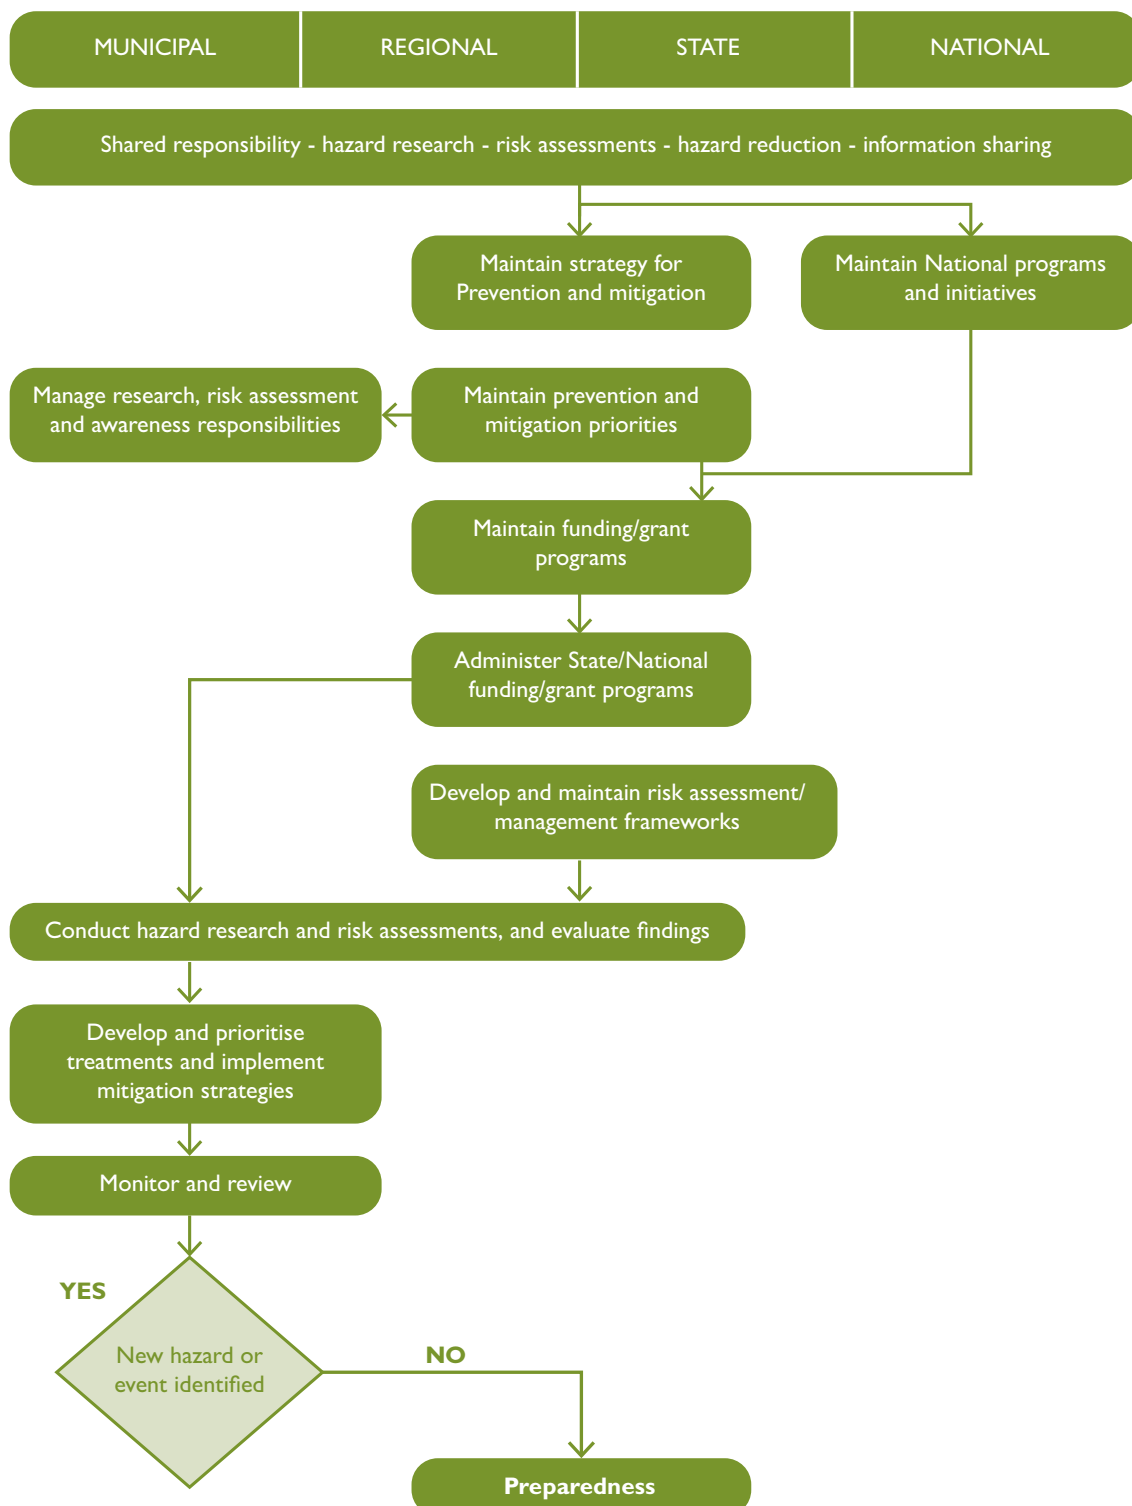 MUNICIPAL
REGIONAL
STATE
NATIONAL
Shared responsibility - hazard research - risk assessments - hazard reduction - information sharing
Maintain strategy for
Prevention and mitigation
Maintain National programs
and initiatives
Manage research, risk assessment
and awareness responsibilities
Maintain prevention and
mitigation priorities
Maintain funding/grant
programs
Administer State/National
funding/grant programs
Develop and maintain risk assessment/
management frameworks
Conduct hazard research and risk assessments, and evaluate findings
Develop and prioritise
treatments and implement
mitigation strategies
Monitor and review
YES
New hazard or
event identified
NO
Preparedness